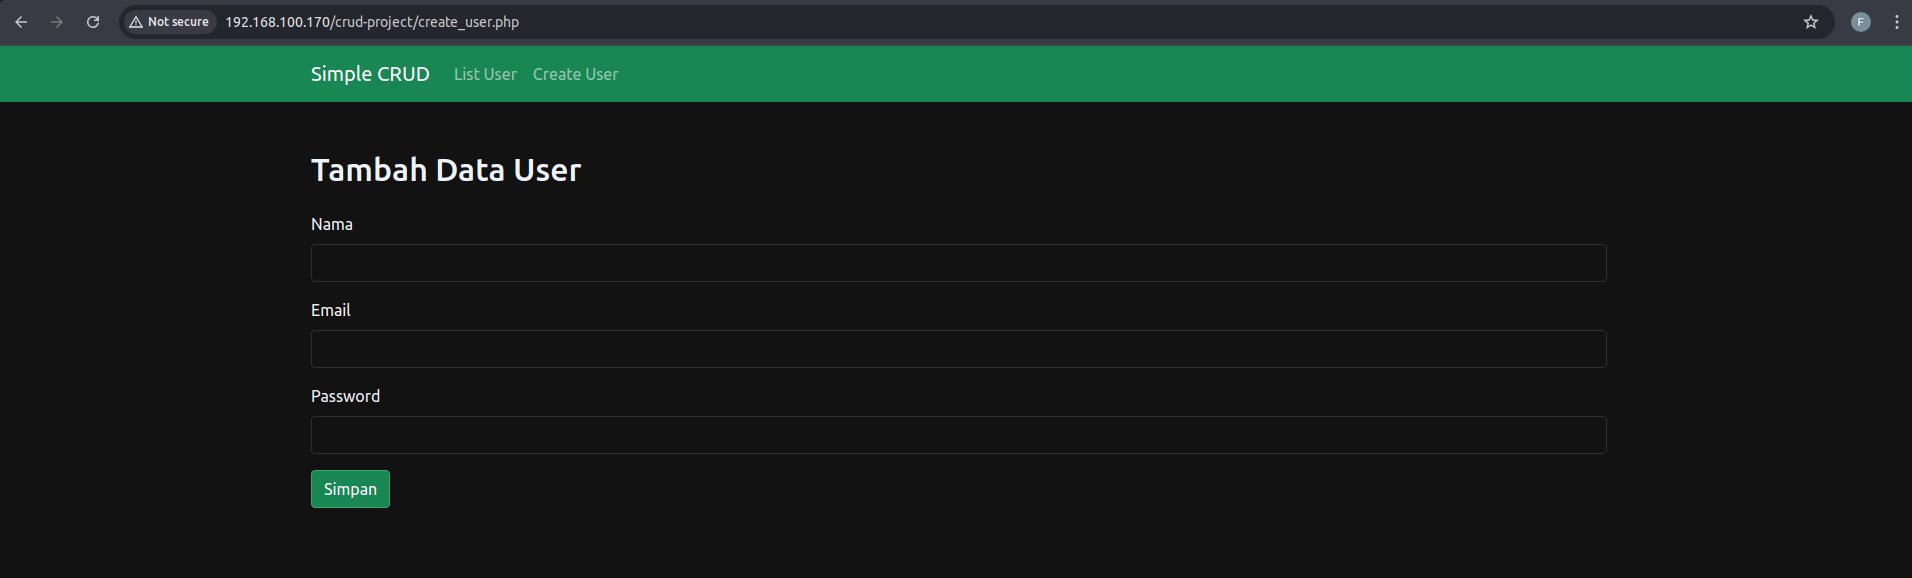 Not secure 192.168.100.170/crud-project/create_user.php F
Simple CRUD List User Create User
Tambah Data User
Nama
Email
Password
Simpan